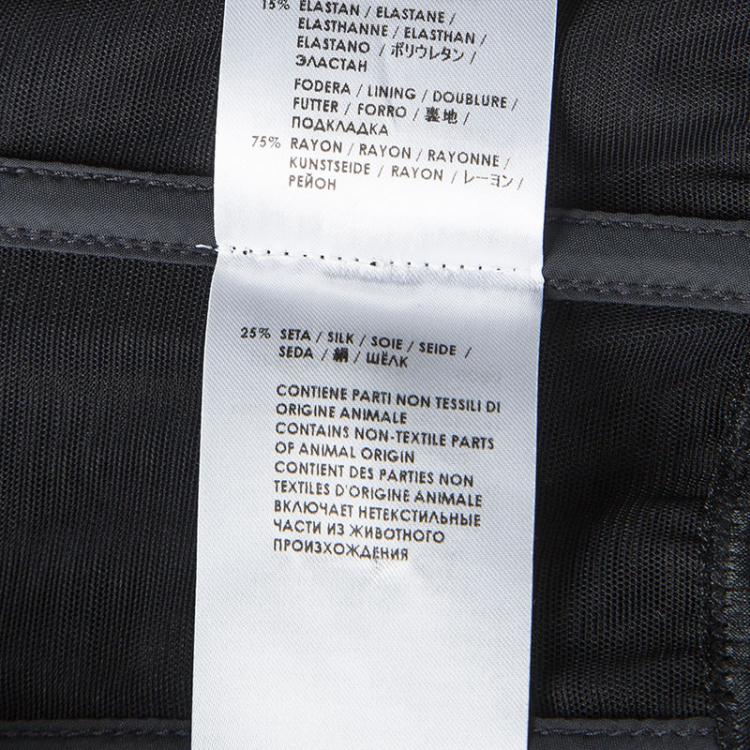 15% ELASTAN / ELASTANE /
ELASTHANNE / ELASTHAN /
ELASTANO / ポリウレタン /
ЭЛАСТАН
FODERA / LINING / DOUBLURE /
FUTTER / FORRO / 裏地 /
ПОДКЛАДКА
75% RAYON / RAYON / RAYONNE /
KUNSTSEIDE / RAYON / レーヨン /
РЕЙОН
25% SETA / SILK / SOIE / SEIDE /
SEDA / 絹 / ШЁЛК
CONTIENE PARTI NON TESSILI DI
ORIGINE ANIMALE
CONTAINS NON-TEXTILE PARTS
OF ANIMAL ORIGIN
CONTIENT DES PARTIES NON
TEXTILES D'ORIGINE ANIMALE
ВКЛЮЧАЕТ НЕТЕКСТИЛЬНЫЕ
ЧАСТИ ИЗ ЖИВОТНОГО
ПРОИЗХОЖДЕНИЯ